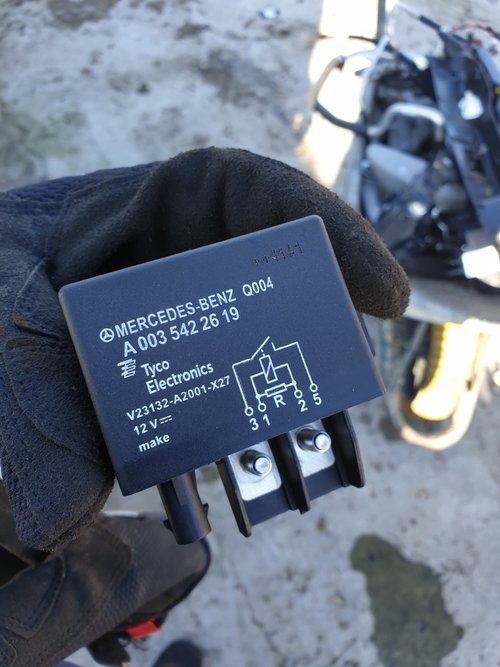 MERCEDES-BENZ Q004
A 003 542 26 19
Tyco
Electronics
V23132-A2001-X27
12 V
make
3 1 R 2 5